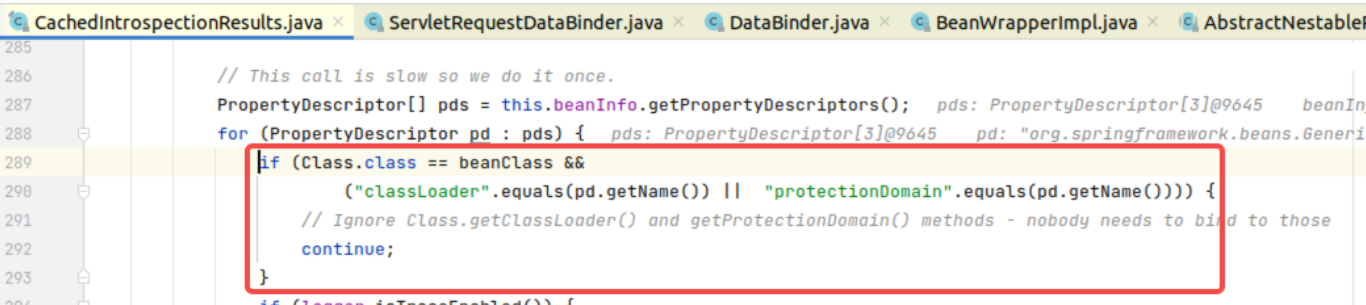 CachedIntrospectionResults.java × ServletRequestDataBinder.java × DataBinder.java × BeanWrapperImpl.java × AbstractNestable
285
286 // This call is slow so we do it once.
287 PropertyDescriptor[] pds = this.beanInfo.getPropertyDescriptors(); pds: PropertyDescriptor[3]@9645 beanIn
288 for (PropertyDescriptor pd : pds) { pds: PropertyDescriptor[3]@9645 pd: "org.springframework.beans.Generi
289 if (Class.class == beanClass &&
290 ("classLoader".equals(pd.getName()) || "protectionDomain".equals(pd.getName()))) {
291 // Ignore Class.getClassLoader() and getProtectionDomain() methods - nobody needs to bind to those
292 continue;
293 }